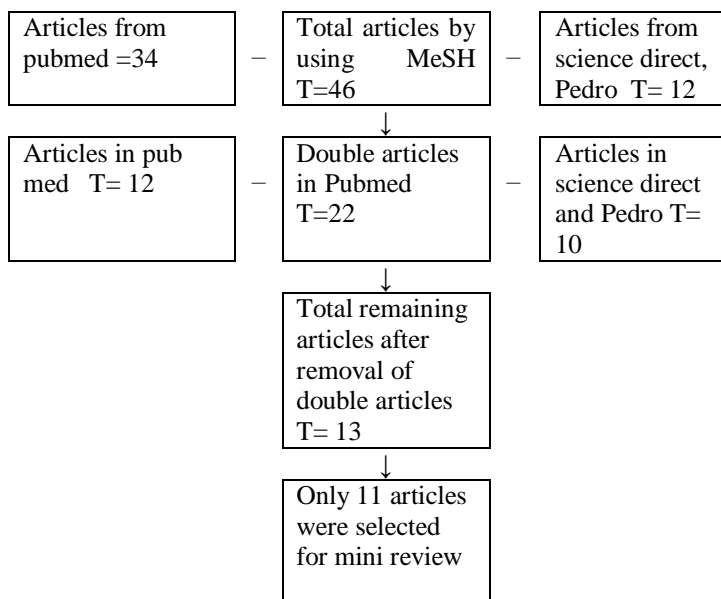 Articles from
pubmed =34
–
Total articles by
using MeSH
T=46
–
Articles from
science direct,
Pedro T= 12
↓
Articles in pub
med T= 12
–
Double articles
in Pubmed
T=22
–
Articles in
science direct
and Pedro T=
10
↓
Total remaining
articles after
removal of
double articles
T= 13
↓
Only 11 articles
were selected
for mini review